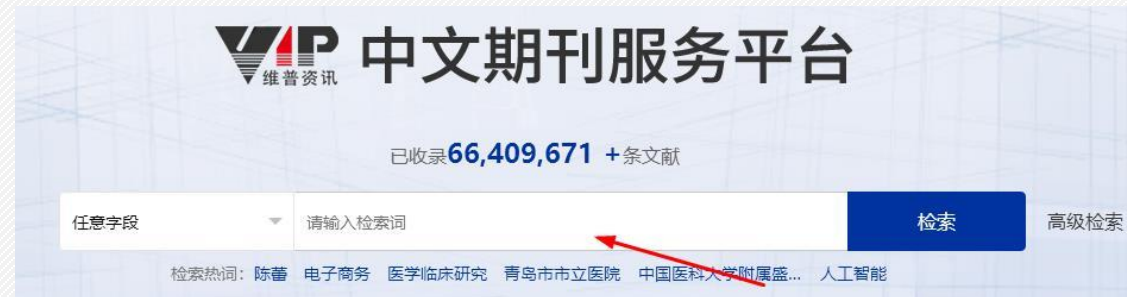 VIP 中文期刊服务平台
维普资讯
已收录66,409,671 +条文献
任意字段 请输入检索词 检索 高级检索
检索热词: 陈蕾 电子商务 医学临床研究 青岛市市立医院 中国医科大学附属盛... 人工智能